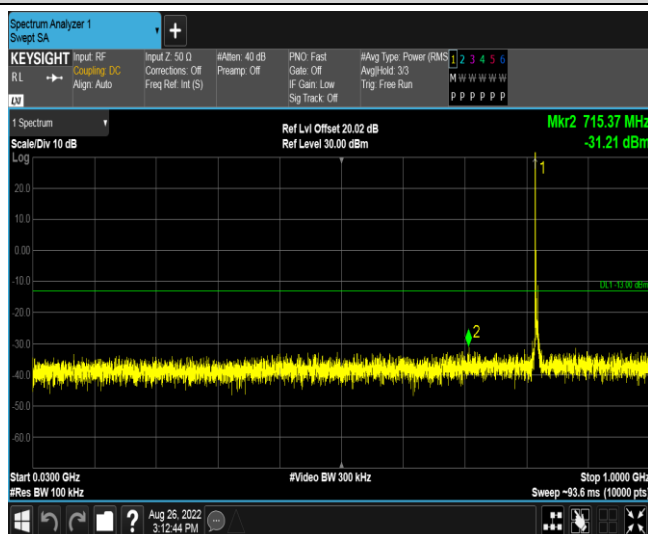 Spectrum Analyzer 1
Swept SA
+
KEYSIGHT
RL
LXI
Input: RF
Coupling: DC
Align: Auto
Input Z: 50 Ω
Corrections: Off
Freq Ref: Int (S)
#Atten: 40 dB
Preamp: Off
PNO: Fast
Gate: Off
IF Gain: Low
Sig Track: Off
#Avg Type: Power (RMS
Avg|Hold: 3/3
Trig: Free Run
1 2 3 4 5 6
M W W W W W
P P P P P P
1 Spectrum
Scale/Div 10 dB
Log
Ref Lvl Offset 20.02 dB
Ref Level 30.00 dBm
Mkr2 715.37 MHz
-31.21 dBm
1
20.0
10.0
0.00
-10.0
DL1 -13.00 dBm
-20.0
-30.0
2
-40.0
-50.0
-60.0
Start 0.0300 GHz
#Res BW 100 kHz
#Video BW 300 kHz
Stop 1.0000 GHz
Sweep ~93.6 ms (10000 pts)
?
Aug 26, 2022
3:12:44 PM